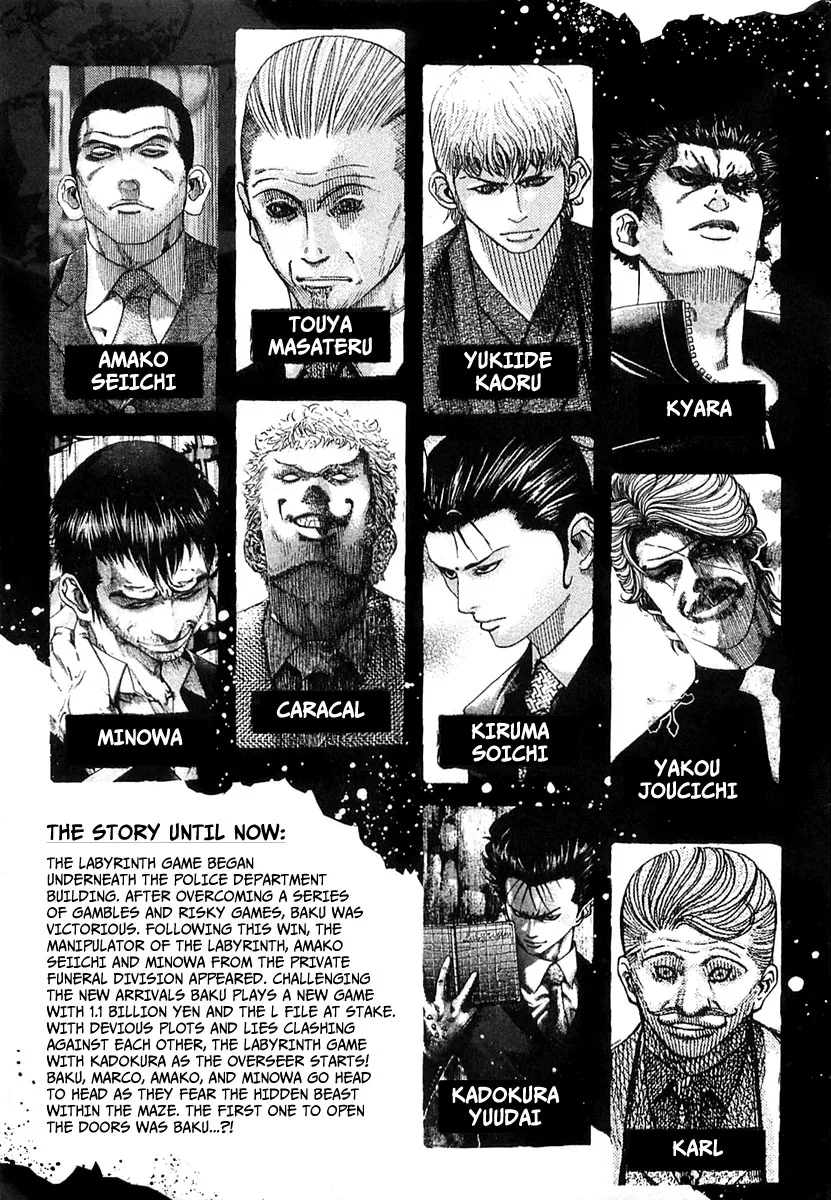 AMAKO
SEIICHI
TOUYA
MASATERU
YUKIIDE
KAORU
KYARA
MINOWA
CARACAL
KIRUMA
SOICHI
YAKOU
JOUCICHI
THE STORY UNTIL NOW:
THE LABYRINTH GAME BEGAN
UNDERNEATH THE POLICE DEPARTMENT
BUILDING. AFTER OVERCOMING A SERIES
OF GAMBLES AND RISKY GAMES, BAKU WAS
VICTORIOUS. FOLLOWING THIS WIN, THE
MANIPULATOR OF THE LABYRINTH, AMAKO
SEIICHI AND MINOWA FROM THE PRIVATE
FUNERAL DIVISION APPEARED. CHALLENGING
THE NEW ARRIVALS BAKU PLAYS A NEW GAME
WITH 1.1 BILLION YEN AND THE L FILE AT STAKE.
WITH DEVIOUS PLOTS AND LIES CLASHING
AGAINST EACH OTHER, THE LABYRINTH GAME
WITH KADOKURA AS THE OVERSEER STARTS!
BAKU, MARCO, AMAKO, AND MINOWA GO HEAD
TO HEAD AS THEY FEAR THE HIDDEN BEAST
WITHIN THE MAZE. THE FIRST ONE TO OPEN
THE DOORS WAS BAKU...?!
KADOKURA
YUUDAI
KARL